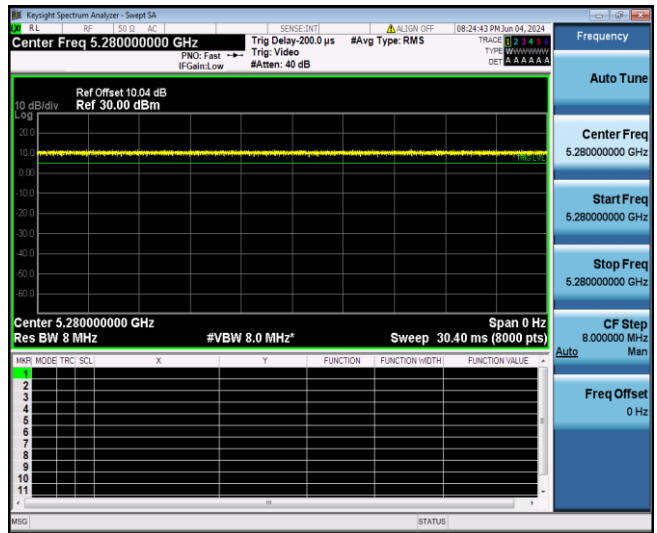 Keysight Spectrum Analyzer - Swept SA
RL RF 50 Ω AC SENSE:INT ALIGN OFF 08:24:43 PM Jun 04, 2024
Center Freq 5.280000000 GHz
PNO: Fast
IFGain:Low
Trig Delay-200.0 µs
Trig: Video
#Atten: 40 dB
#Avg Type: RMS
TRACE 1 2 3 4 5 6
TYPE WWWWWW
DET A A A A A A
Frequency
Auto Tune
Center Freq
5.280000000 GHz
Start Freq
5.280000000 GHz
Stop Freq
5.280000000 GHz
CF Step
8.000000 MHz
Auto Man
Freq Offset
0 Hz
Ref Offset 10.04 dB
10 dB/div Ref 30.00 dBm
Log
20.0
10.0
TRIG LVL
0.00
-10.0
-20.0
-30.0
-40.0
-50.0
-60.0
Center 5.280000000 GHz Span 0 Hz
Res BW 8 MHz #VBW 8.0 MHz* Sweep 30.40 ms (8000 pts)
MKR MODE TRC SCL X Y FUNCTION FUNCTION WIDTH FUNCTION VALUE
1
2
3
4
5
6
7
8
9
10
11
MSG STATUS